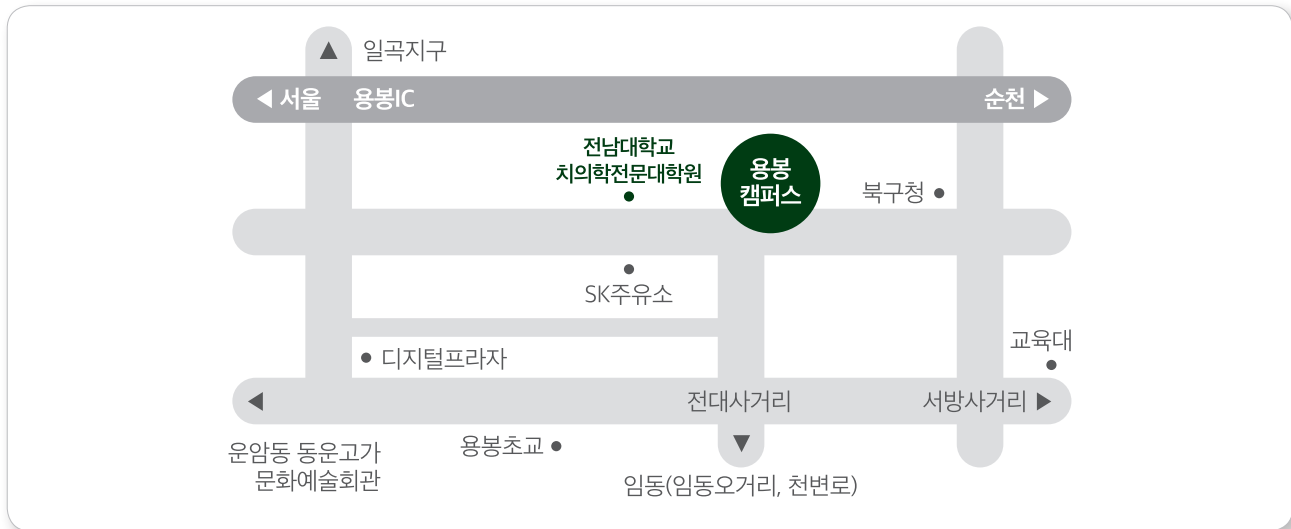 ▲ 일곡지구
◀ 서울 용봉IC 순천 ▶
전남대학교
치의학전문대학원
용봉
캠퍼스
북구청
SK주유소
교육대
디지털프라자
◀ 전대사거리 서방사거리 ▶
▼
용봉초교
운암동 동운고가
문화예술회관
임동(임동오거리, 천변로)